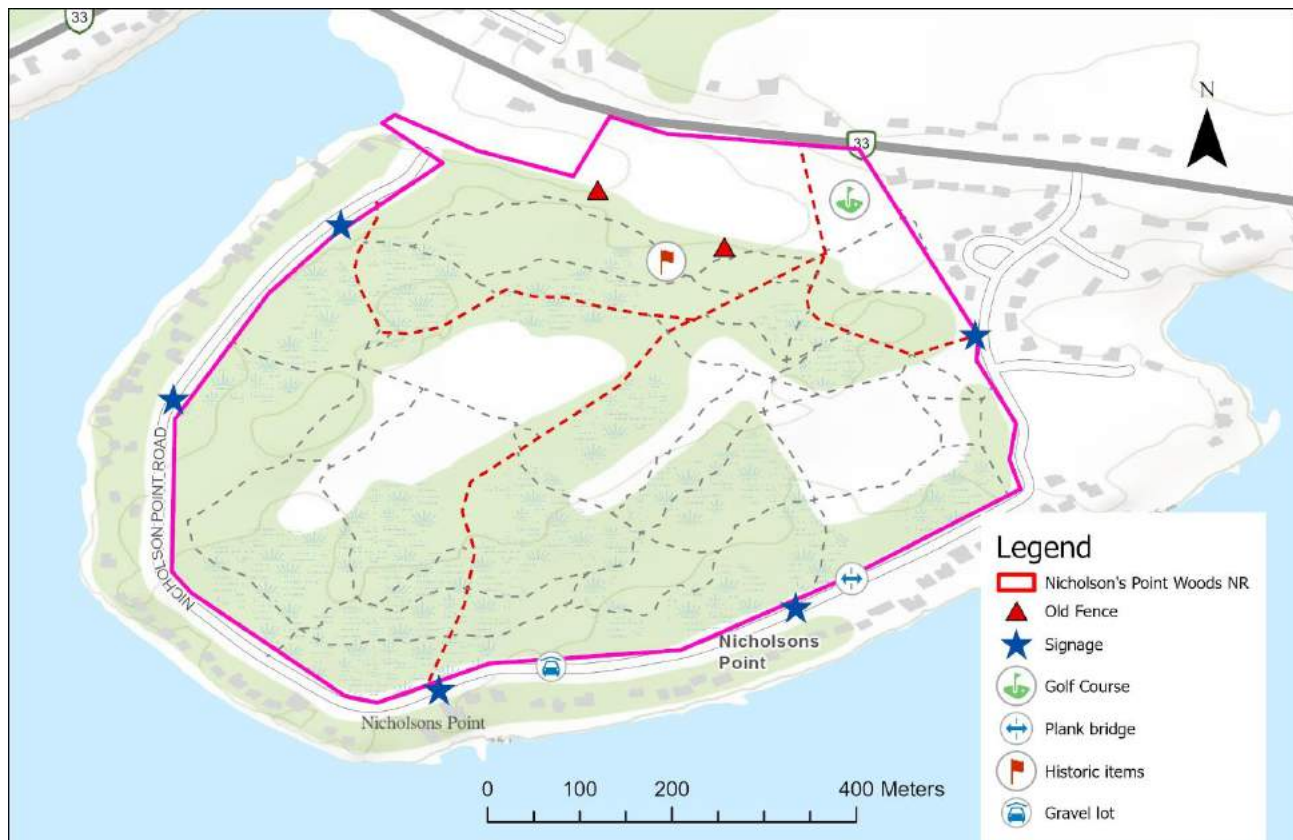 33
N
33
NICHOLSON POINT ROAD
Nicholsons
Point
Nicholsons Point
0 100 200 400 Meters
Legend
Nicholson's Point Woods NR
Old Fence
Signage
Golf Course
Plank bridge
Historic items
Gravel lot